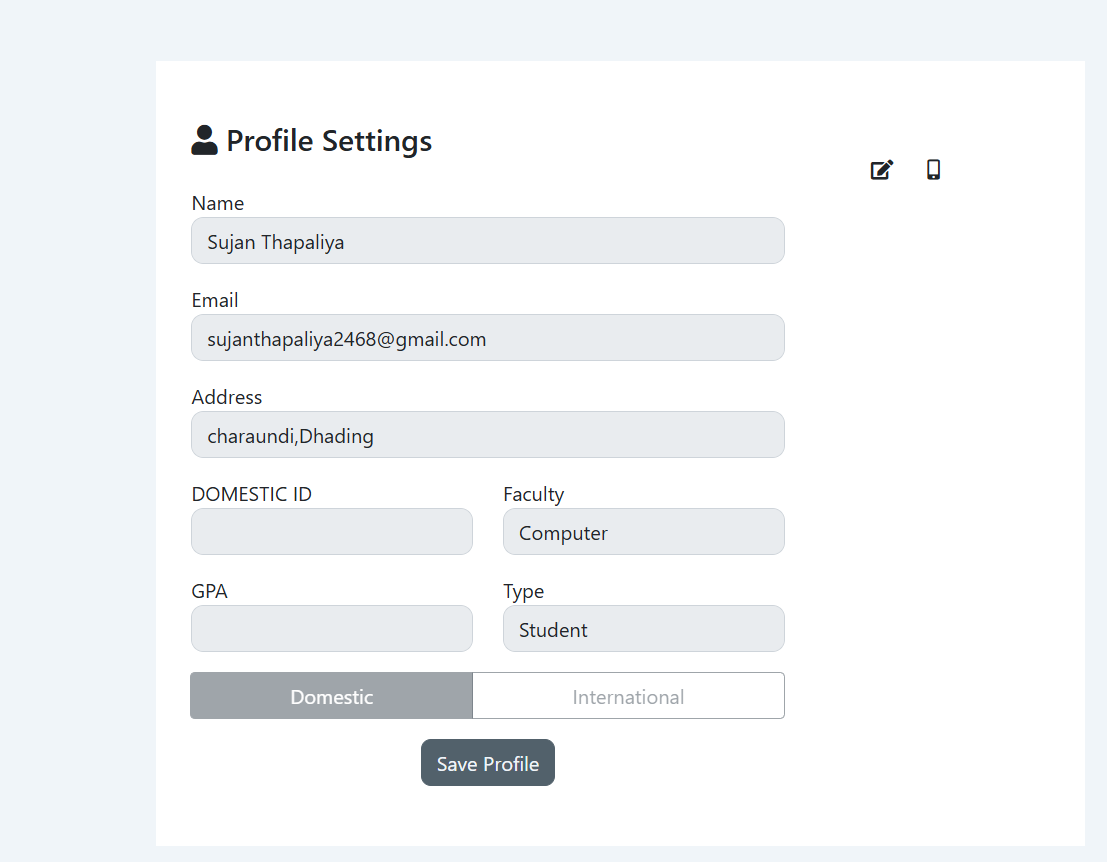 Profile Settings
Name
Sujan Thapaliya
Email
sujanthapaliya2468@gmail.com
Address
charaundi,Dhading
DOMESTIC ID Faculty
Computer
GPA Type
Student
Domestic International
Save Profile